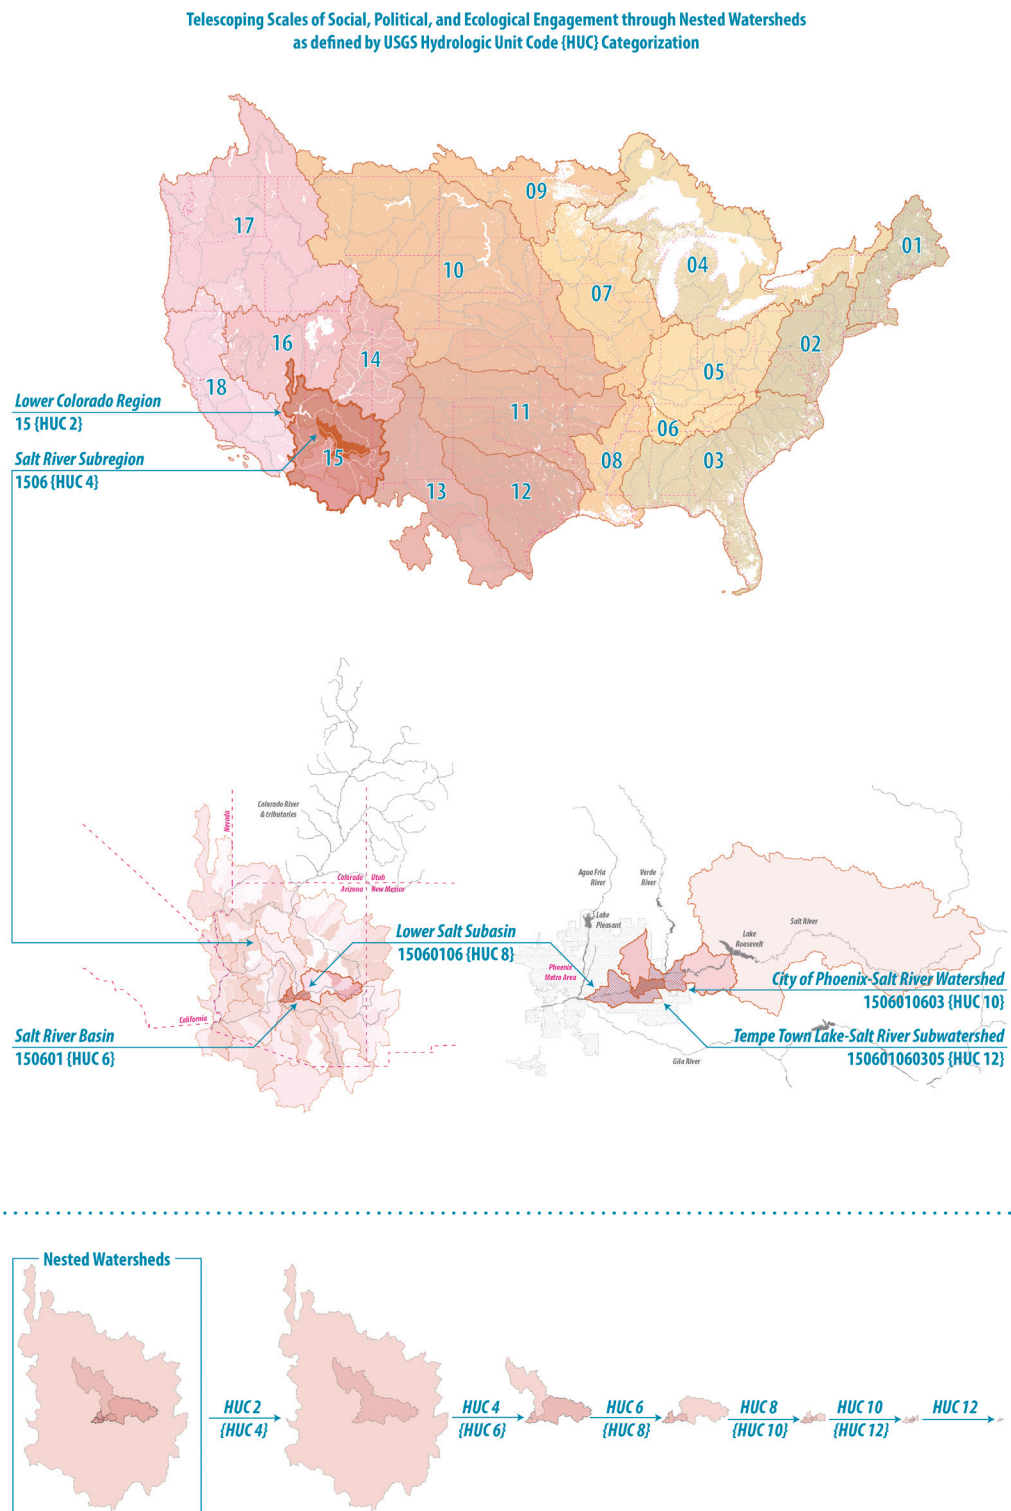 Telescoping Scales of Social, Political, and Ecological Engagement through Nested Watersheds
as defined by USGS Hydrologic Unit Code {HUC} Categorization
09
01
17
04
10
07
02
16
14
05
18
Lower Colorado Region
15 {HUC 2}
11
06
08
03
Salt River Subregion
1506 {HUC 4}
15
13
12
Nevada
Colorado River
& tributaries
Colorado
Utah
Arizona
New Mexico
California
Agua Fria
River
Verde
River
Lake
Pleasant
Salt River
Lake
Roosevelt
Phoenix
Metro Area
Gila River
Lower Salt Subasin
15060106 {HUC 8}
City of Phoenix-Salt River Watershed
1506010603 {HUC 10}
Salt River Basin
150601 {HUC 6}
Tempe Town Lake-Salt River Subwatershed
150601060305 {HUC 12}
Nested Watersheds
HUC 2
{HUC 4}
HUC 4
{HUC 6}
HUC 6
{HUC 8}
HUC 8
{HUC 10}
HUC 10
{HUC 12}
HUC 12